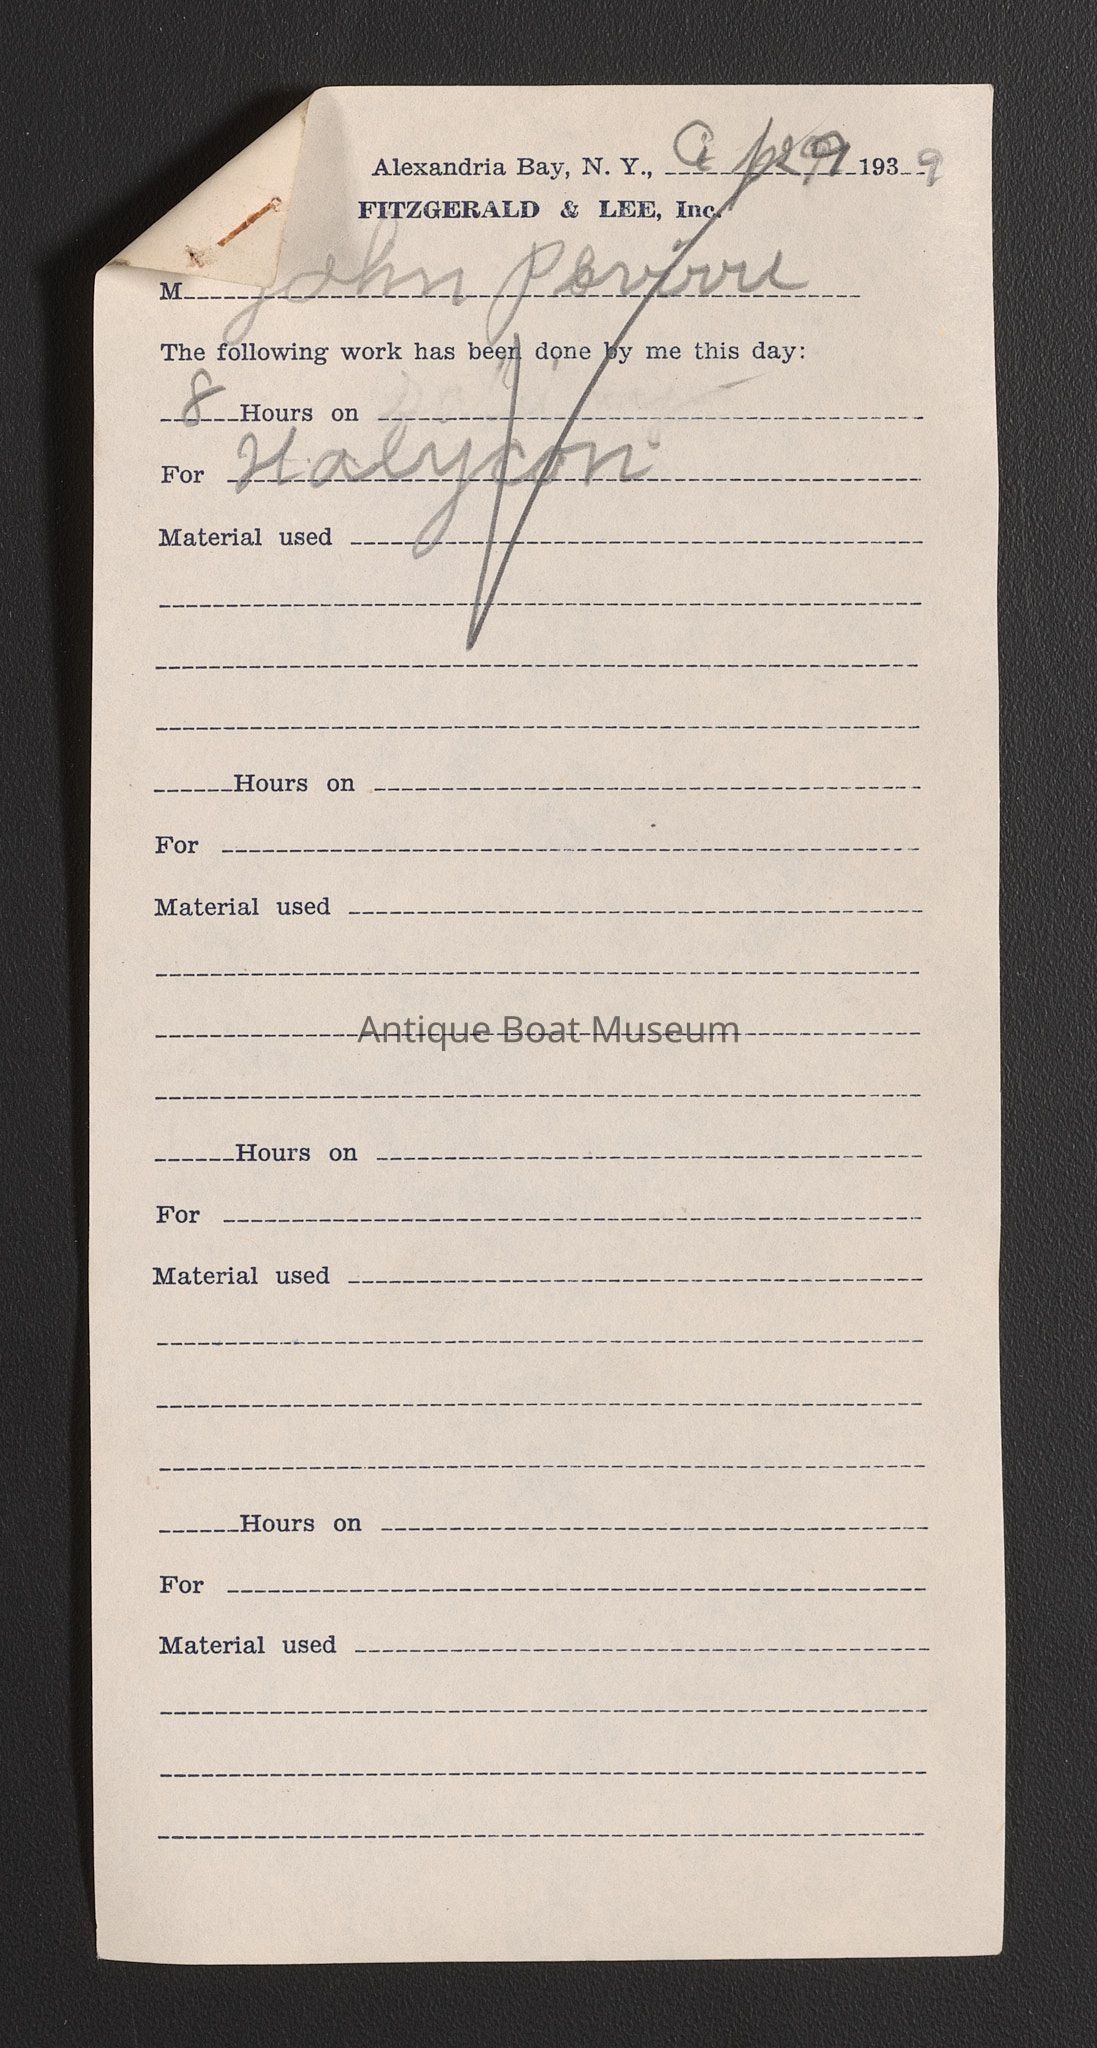 Alexandria Bay, N. Y., Ap 29 1939
FITZGERALD & LEE, Inc.
M John
The following work has been done by me this day:
8 Hours on
For Halycon
Material used
Hours on
For
Material used
Antique Boat Museum
Hours on
For
Material used
Hours on
For
Material used